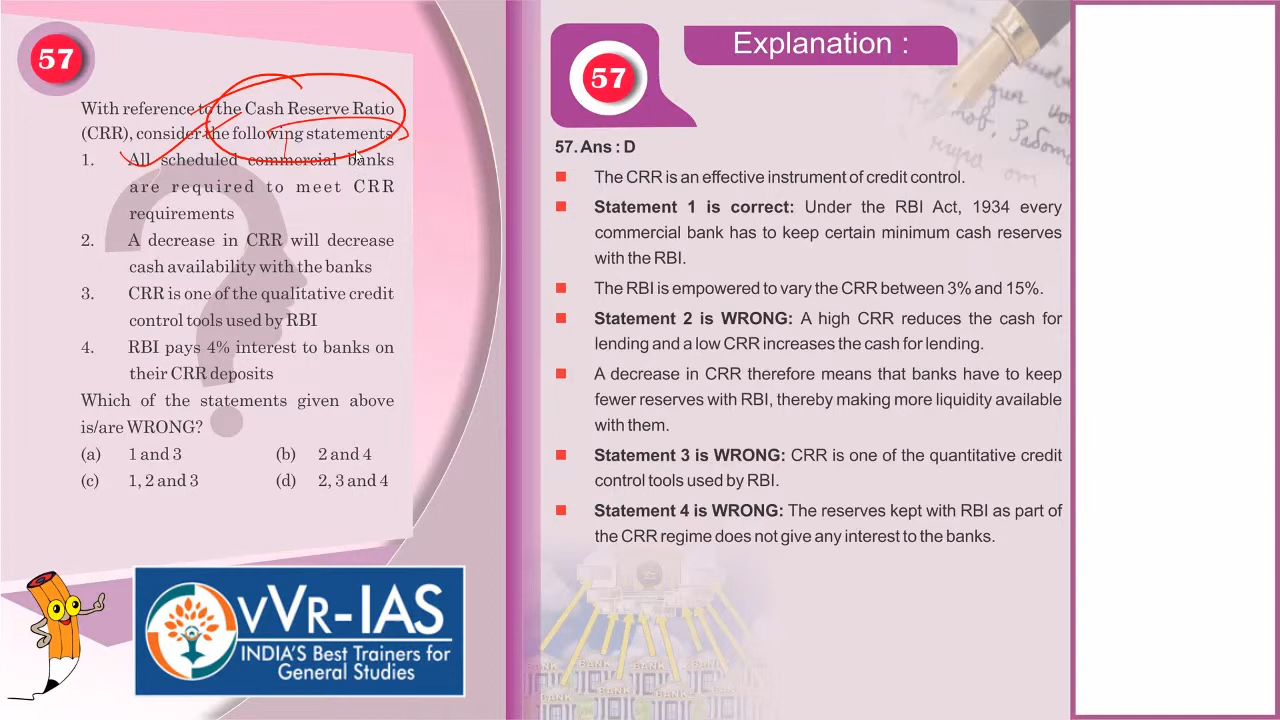 57
With reference to the Cash Reserve Ratio
(CRR), consider the following statements
1. All scheduled commercial banks
are required to meet CRR
requirements
2. A decrease in CRR will decrease
cash availability with the banks
3. CRR is one of the qualitative credit
control tools used by RBI
4. RBI pays 4% interest to banks on
their CRR deposits
Which of the statements given above
is/are WRONG?
(a) 1 and 3 (b) 2 and 4
(c) 1, 2 and 3 (d) 2, 3 and 4
vVr-IAS
INDIA'S Best Trainers for
General Studies
57
Explanation :
57. Ans : D
The CRR is an effective instrument of credit control.
Statement 1 is correct: Under the RBI Act, 1934 every
commercial bank has to keep certain minimum cash reserves
with the RBI.
The RBI is empowered to vary the CRR between 3% and 15%.
Statement 2 is WRONG: A high CRR reduces the cash for
lending and a low CRR increases the cash for lending.
A decrease in CRR therefore means that banks have to keep
fewer reserves with RBI, thereby making more liquidity available
with them.
Statement 3 is WRONG: CRR is one of the quantitative credit
control tools used by RBI.
Statement 4 is WRONG: The reserves kept with RBI as part of
the CRR regime does not give any interest to the banks.
BANK BANK BANK BANK
BANK BANK BANK